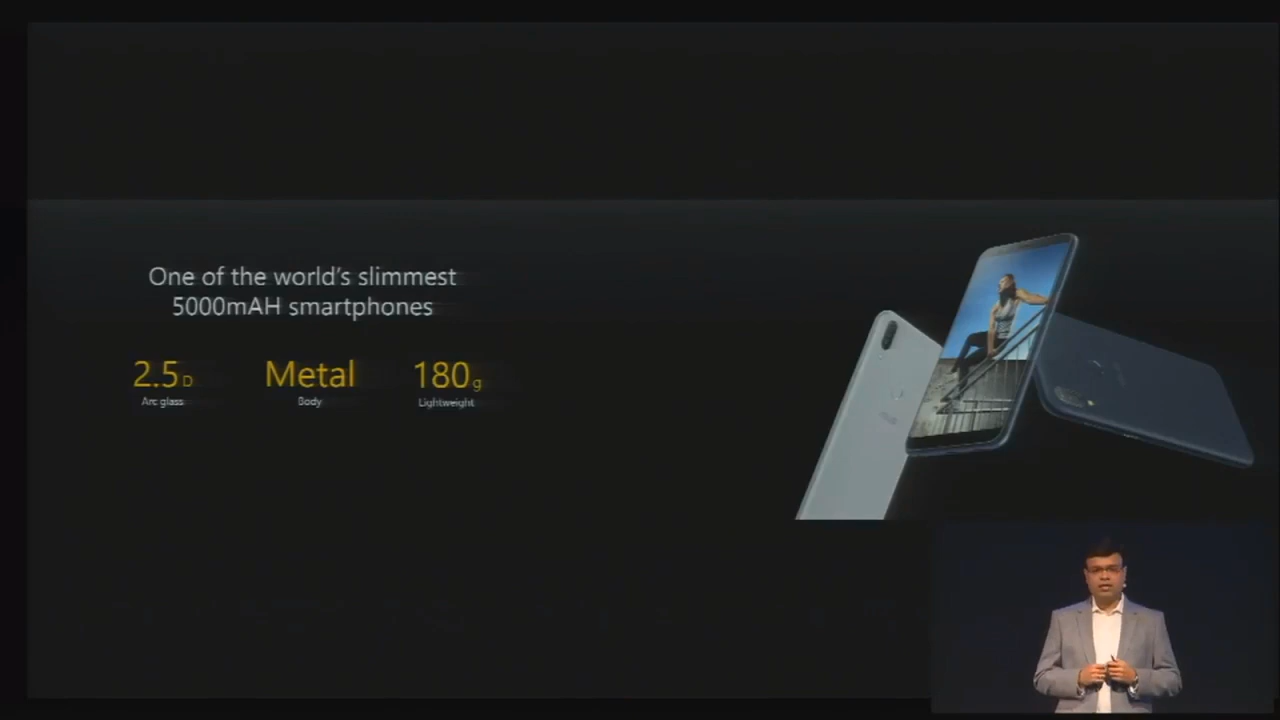 One of the world's slimmest
5000mAH smartphones
2.5D Metal 180g
Arc glass Body Lightweight